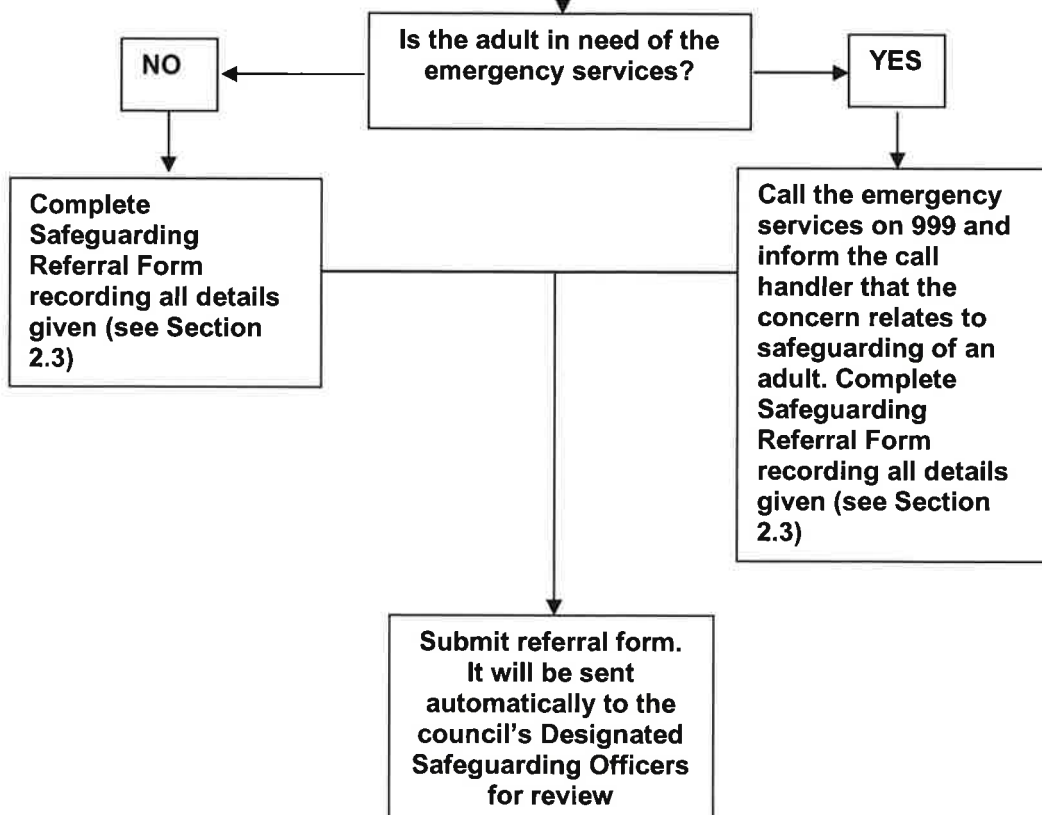 Is the adult in need of the
emergency services?
NO
YES
Complete
Safeguarding
Referral Form
recording all details
given (see Section
2.3)
Call the emergency
services on 999 and
inform the call
handler that the
concern relates to
safeguarding of an
adult. Complete
Safeguarding
Referral Form
recording all details
given (see Section
2.3)
Submit referral form.
It will be sent
automatically to the
council's Designated
Safeguarding Officers
for review